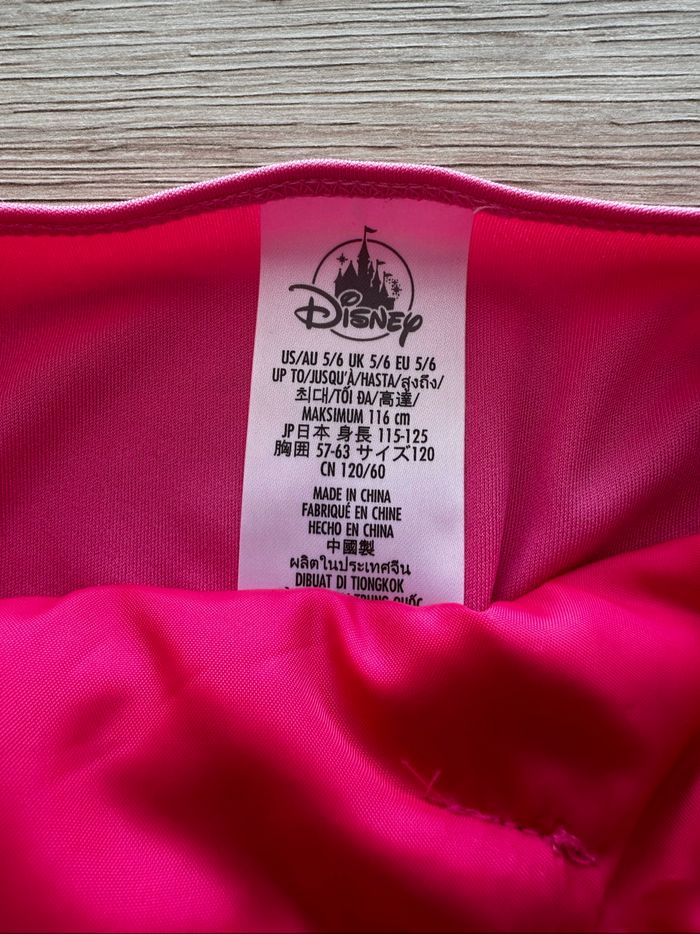 Disney
US/AU 5/6 UK 5/6 EU 5/6
UP TO/JUSQU'À/HASTA/สูงถึง/
최대/TỐI ĐA/高達/
MAKSIMUM 116 cm
JP日本 身長 115-125
胸囲 57-63 サイズ120
CN 120/60
MADE IN CHINA
FABRIQUÉ EN CHINE
HECHO EN CHINA
中國製
ผลิตในประเทศจีน
DIBUAT DI TIONGKOK
TRUNG QUỐC